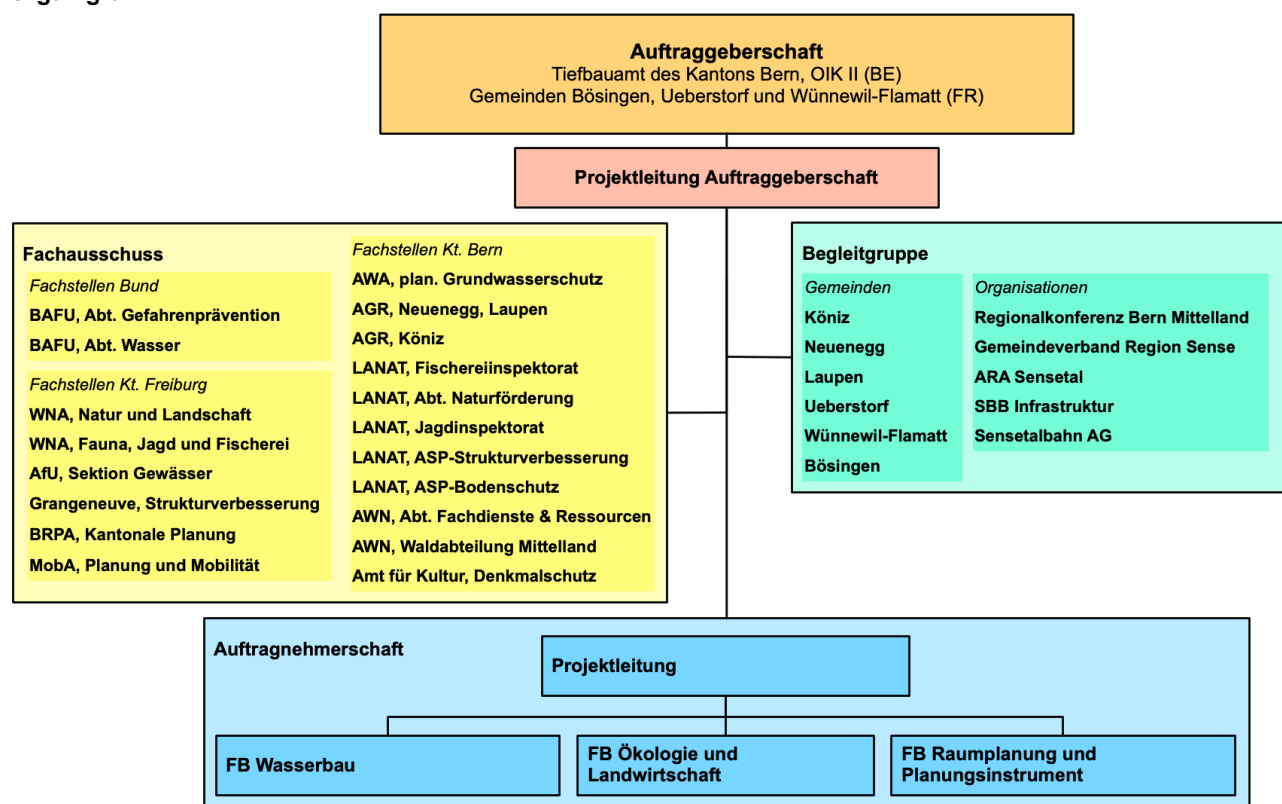 Auftraggeberschaft
Tiefbauamt des Kantons Bern, OIK II (BE)
Gemeinden Bösingen, Ueberstorf und Wünnewil-Flamatt (FR)
Projektleitung Auftraggeberschaft
Fachausschuss
Fachstellen Bund
BAFU, Abt. Gefahrenprävention
BAFU, Abt. Wasser
Fachstellen Kt. Freiburg
WNA, Natur und Landschaft
WNA, Fauna, Jagd und Fischerei
AfU, Sektion Gewässer
Grangeneuve, Strukturverbesserung
BRPA, Kantonale Planung
MobA, Planung und Mobilität
Fachstellen Kt. Bern
AWA, plan. Grundwasserschutz
AGR, Neuenegg, Laupen
AGR, Köniz
LANAT, Fischereiinspektorat
LANAT, Abt. Naturförderung
LANAT, Jagdinspektorat
LANAT, ASP-Strukturverbesserung
LANAT, ASP-Bodenschutz
AWN, Abt. Fachdienste & Ressourcen
AWN, Waldabteilung Mittelland
Amt für Kultur, Denkmalschutz
Begleitgruppe
Gemeinden
Köniz
Neuenegg
Laupen
Ueberstorf
Wünnewil-Flamatt
Bösingen
Organisationen
Regionalkonferenz Bern Mittelland
Gemeindeverband Region Sense
ARA Sensetal
SBB Infrastruktur
Sensetalbahn AG
Auftragnehmerschaft
Projektleitung
FB Wasserbau
FB Ökologie und
Landwirtschaft
FB Raumplanung und
Planungsinstrument